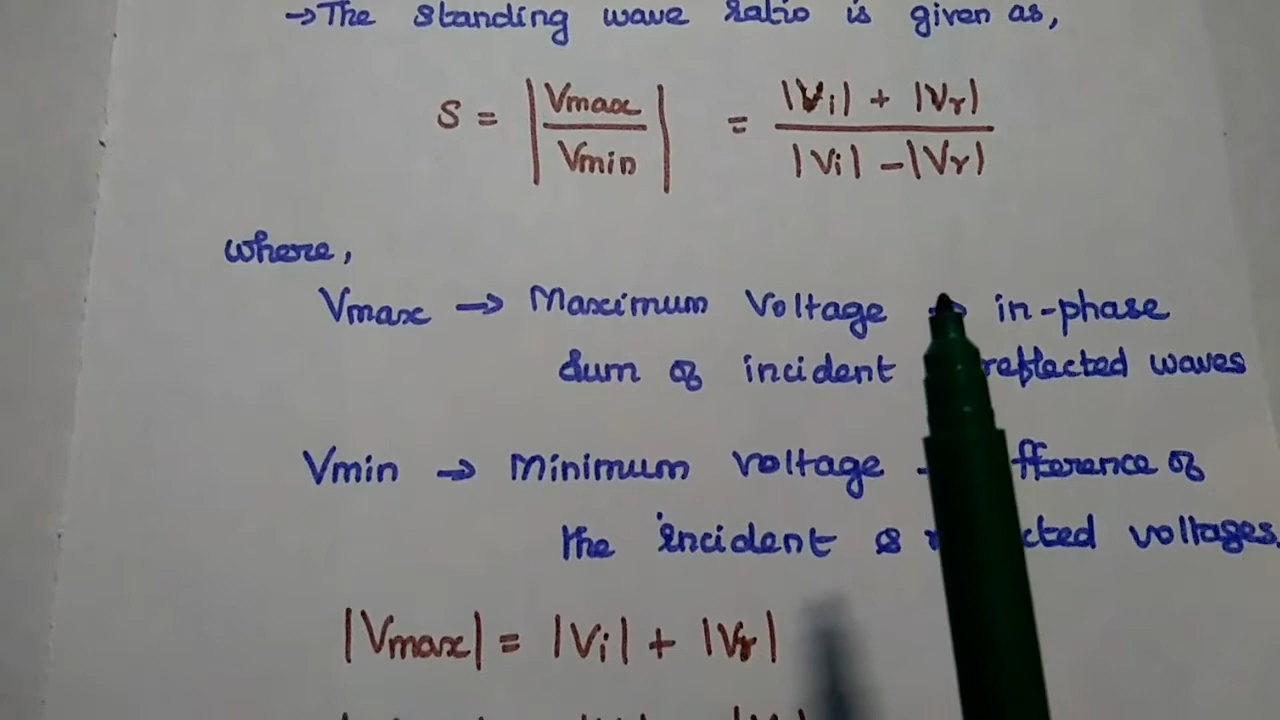 →The standing wave ratio is given as,
S = |Vmax / Vmin| = |Vi| + |Vr| / |Vi| - |Vr|
where,
Vmax → Maximum Voltage → in-phase
Sum of incident reflected waves
Vmin → Minimum voltage of
the incident & voltages.
|Vmax| = |Vi| + |Vr|